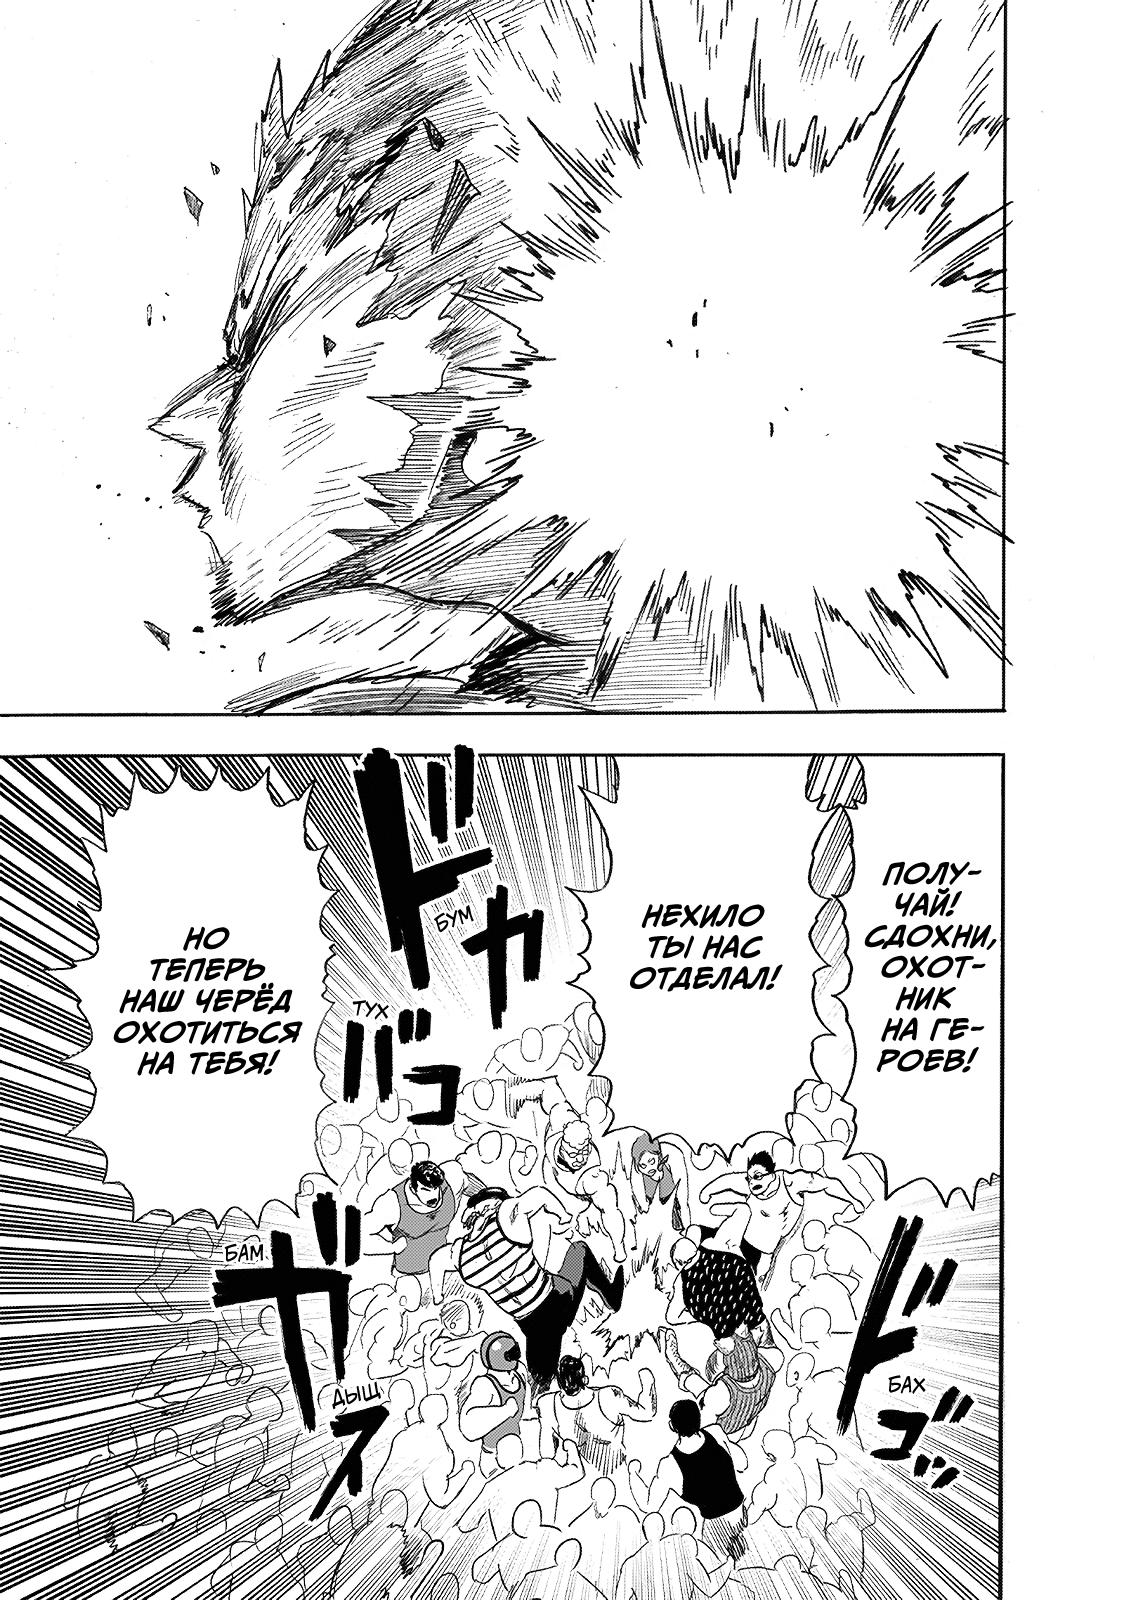 ПОЛУ-
ЧАЙ!
СДОХНИ,
ОХОТ-
НИК
НА ГЕ-
РОЕВ!
НЕХИЛО
ТЫ НАС
ОТДЕЛАЛ!
НО
ТЕПЕРЬ
НАШ ЧЕРЁД
ОХОТИТЬСЯ
НА ТЕБЯ!
БУМ
ドカ
ТУХ
バコ
БАМ
ガ
ДЫЩ
ス
БАХ
ドゴッ